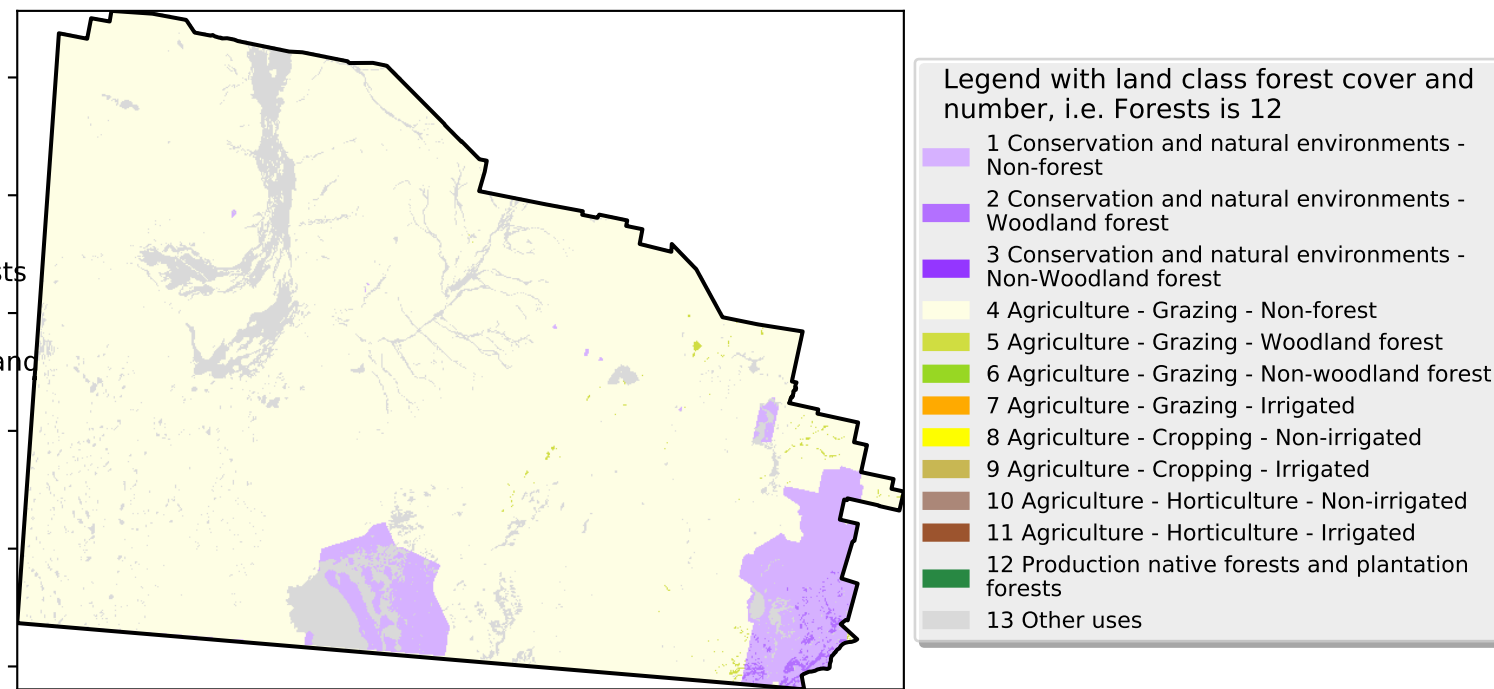 sts
and
Legend with land class forest cover and
number, i.e. Forests is 12
1 Conservation and natural environments -
Non-forest
2 Conservation and natural environments -
Woodland forest
3 Conservation and natural environments -
Non-Woodland forest
4 Agriculture - Grazing - Non-forest
5 Agriculture - Grazing - Woodland forest
6 Agriculture - Grazing - Non-woodland forest
7 Agriculture - Grazing - Irrigated
8 Agriculture - Cropping - Non-irrigated
9 Agriculture - Cropping - Irrigated
10 Agriculture - Horticulture - Non-irrigated
11 Agriculture - Horticulture - Irrigated
12 Production native forests and plantation
forests
13 Other uses